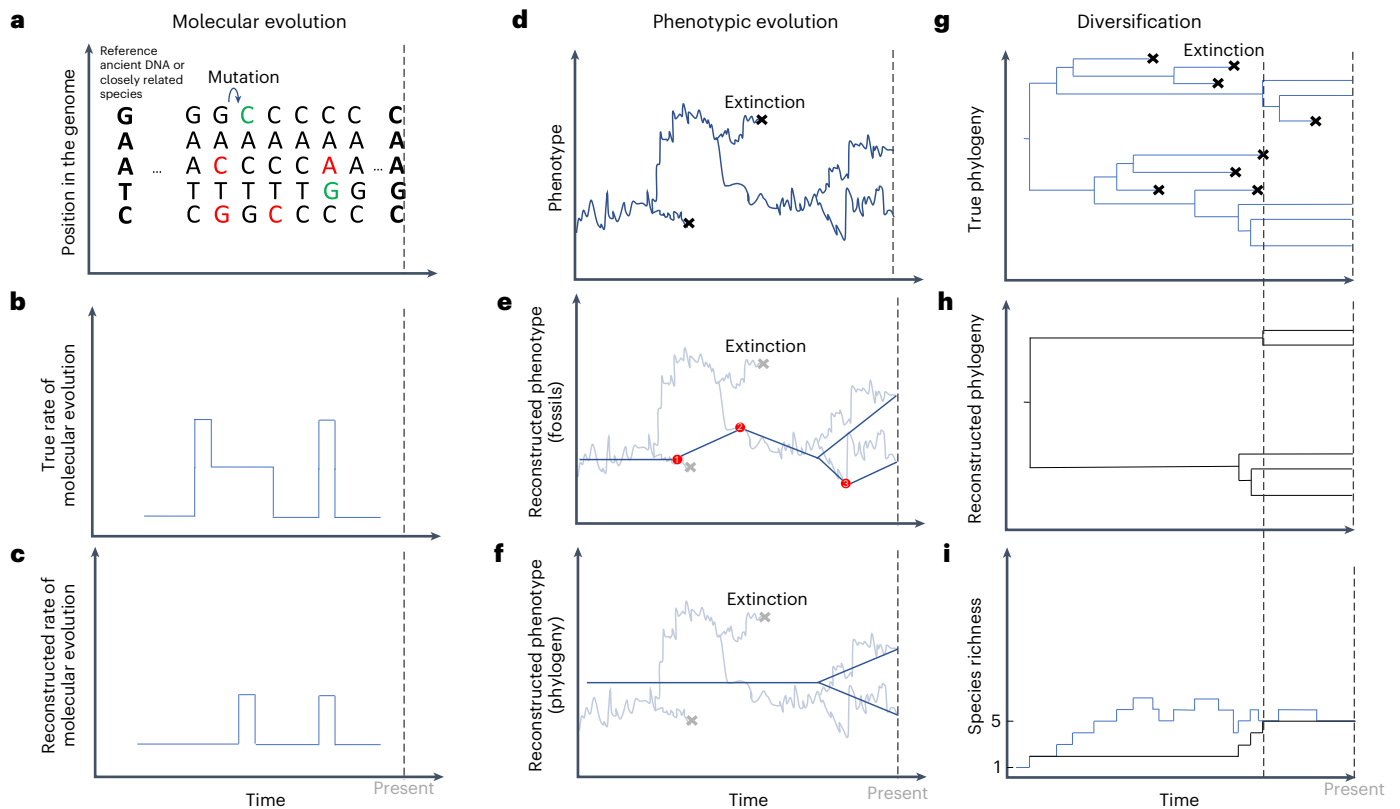 a
Molecular evolution
Position in the genome
Reference
ancient DNA or
closely related
species
Mutation
G G G C C C C C C
A A A A A A A A A
A ... A C C C C A A ... A
T T T T T T G G G
C C G G C C C C C
b
True rate of
molecular evolution
c
Reconstructed rate of
molecular evolution
Present
Time
d
Phenotypic evolution
Phenotype
Extinction
e
Reconstructed phenotype
(fossils)
Extinction
1
2
3
f
Reconstructed phenotype
(phylogeny)
Extinction
Present
Time
g
Diversification
True phylogeny
Extinction
h
Reconstructed phylogeny
i
Species richness
5
1
Present
Time